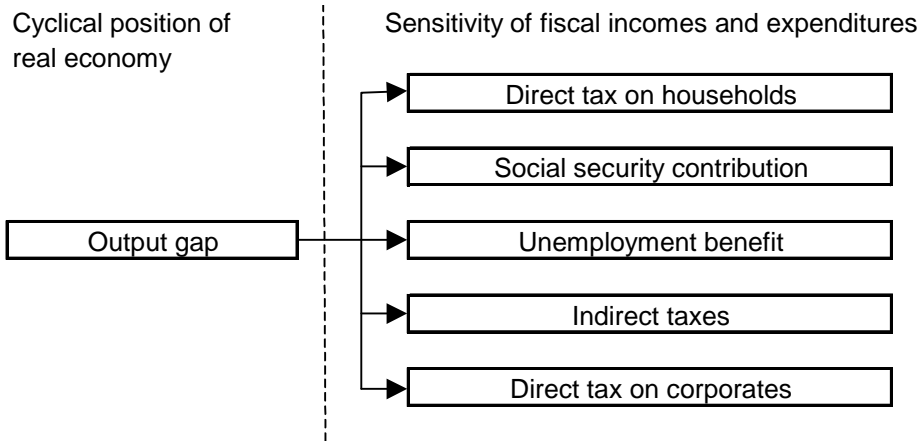 Cyclical position of
real economy
Sensitivity of fiscal incomes and expenditures
Direct tax on households
Social security contribution
Output gap
Unemployment benefit
Indirect taxes
Direct tax on corporates